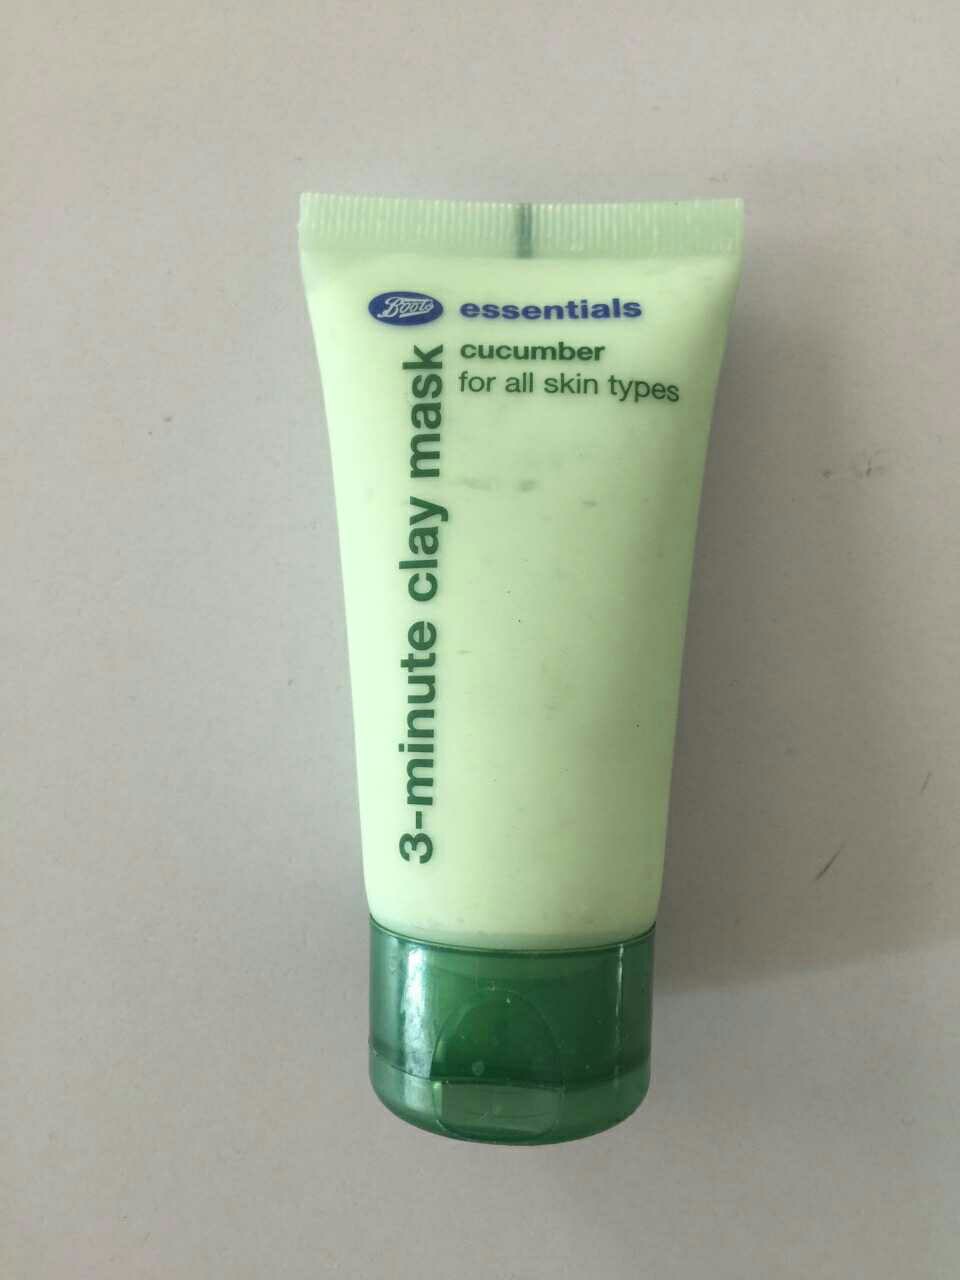 Boots essentials
cucumber
for all skin types
3-minute clay mask